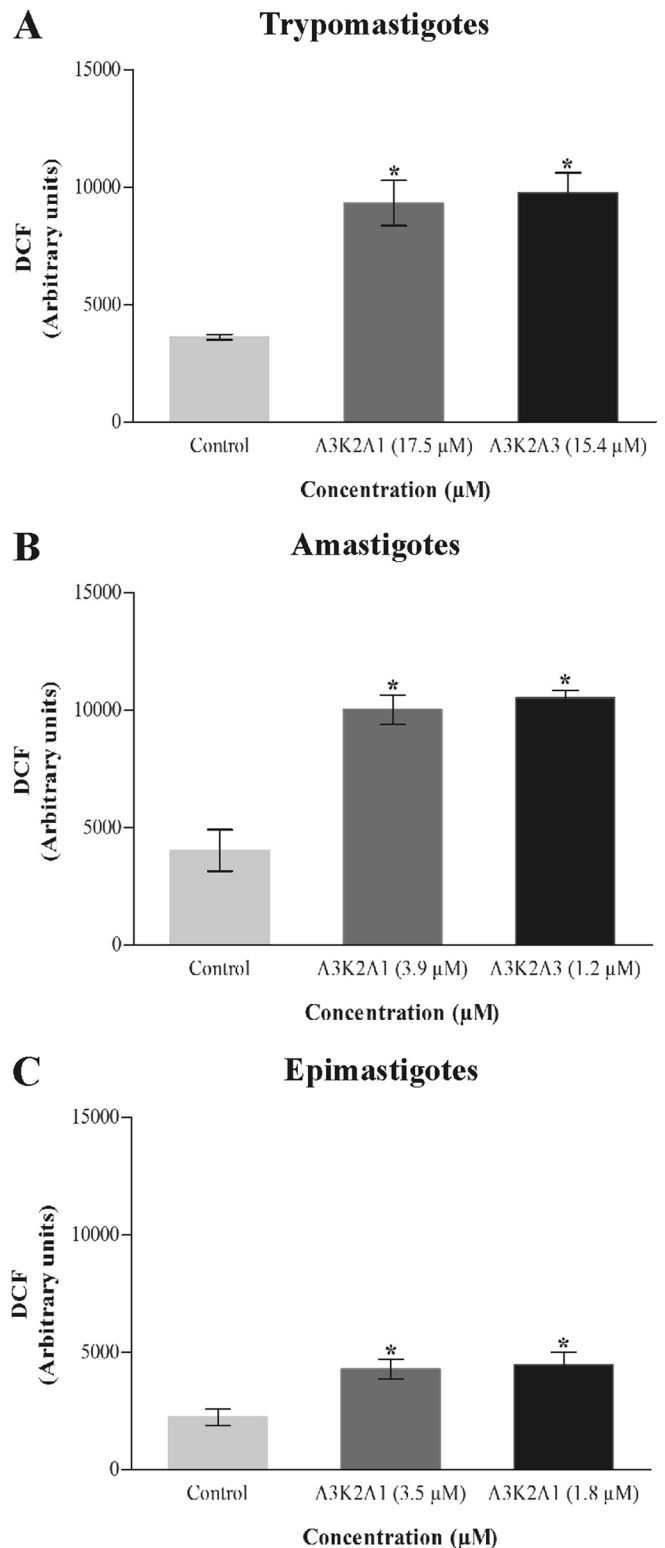 A Trypomastigotes
15000
10000
5000
0
DCF
(Arbitrary units)
*
*
Control A3K2A1 (17.5 µM) A3K2A3 (15.4 µM)
Concentration (µM)
B Amastigotes
15000
10000
5000
0
DCF
(Arbitrary units)
*
*
Control A3K2A1 (3.9 µM) A3K2A3 (1.2 µM)
Concentration (µM)
C Epimastigotes
15000
10000
5000
0
DCF
(Arbitrary units)
*
*
Control A3K2A1 (3.5 µM) A3K2A1 (1.8 µM)
Concentration (µM)